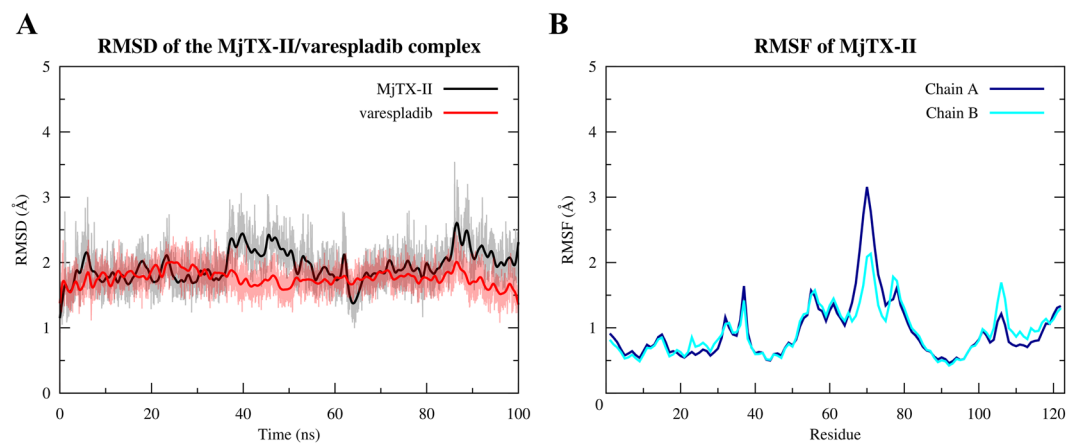 A
RMSD of the MjTX-II/varespladib complex
5
4
3
2
1
0
RMSD (Å)
MjTX-II
varespladib
0 20 40 60 80 100
Time (ns)
B
RMSF of MjTX-II
5
4
3
2
1
0
RMSF (Å)
Chain A
Chain B
20 40 60 80 100 120
Residue